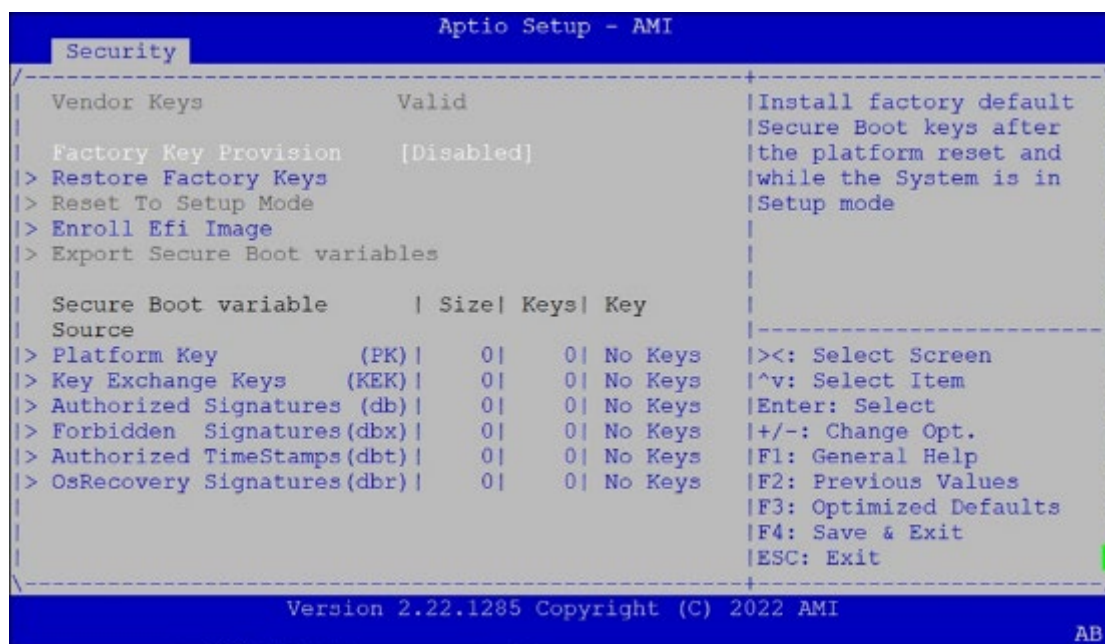 Aptio Setup - AMI
Security
Vendor Keys Valid
Factory Key Provision [Disabled]
> Restore Factory Keys
> Reset To Setup Mode
> Enroll Efi Image
> Export Secure Boot variables
Secure Boot variable | Size| Keys| Key
Source
> Platform Key (PK)| 0| 0| No Keys
> Key Exchange Keys (KEK)| 0| 0| No Keys
> Authorized Signatures (db)| 0| 0| No Keys
> Forbidden Signatures(dbx)| 0| 0| No Keys
> Authorized TimeStamps(dbt)| 0| 0| No Keys
> OsRecovery Signatures(dbr)| 0| 0| No Keys
Install factory default
Secure Boot keys after
the platform reset and
while the System is in
Setup mode
><: Select Screen
^v: Select Item
Enter: Select
+/-: Change Opt.
F1: General Help
F2: Previous Values
F3: Optimized Defaults
F4: Save & Exit
ESC: Exit
Version 2.22.1285 Copyright (C) 2022 AMI
AB